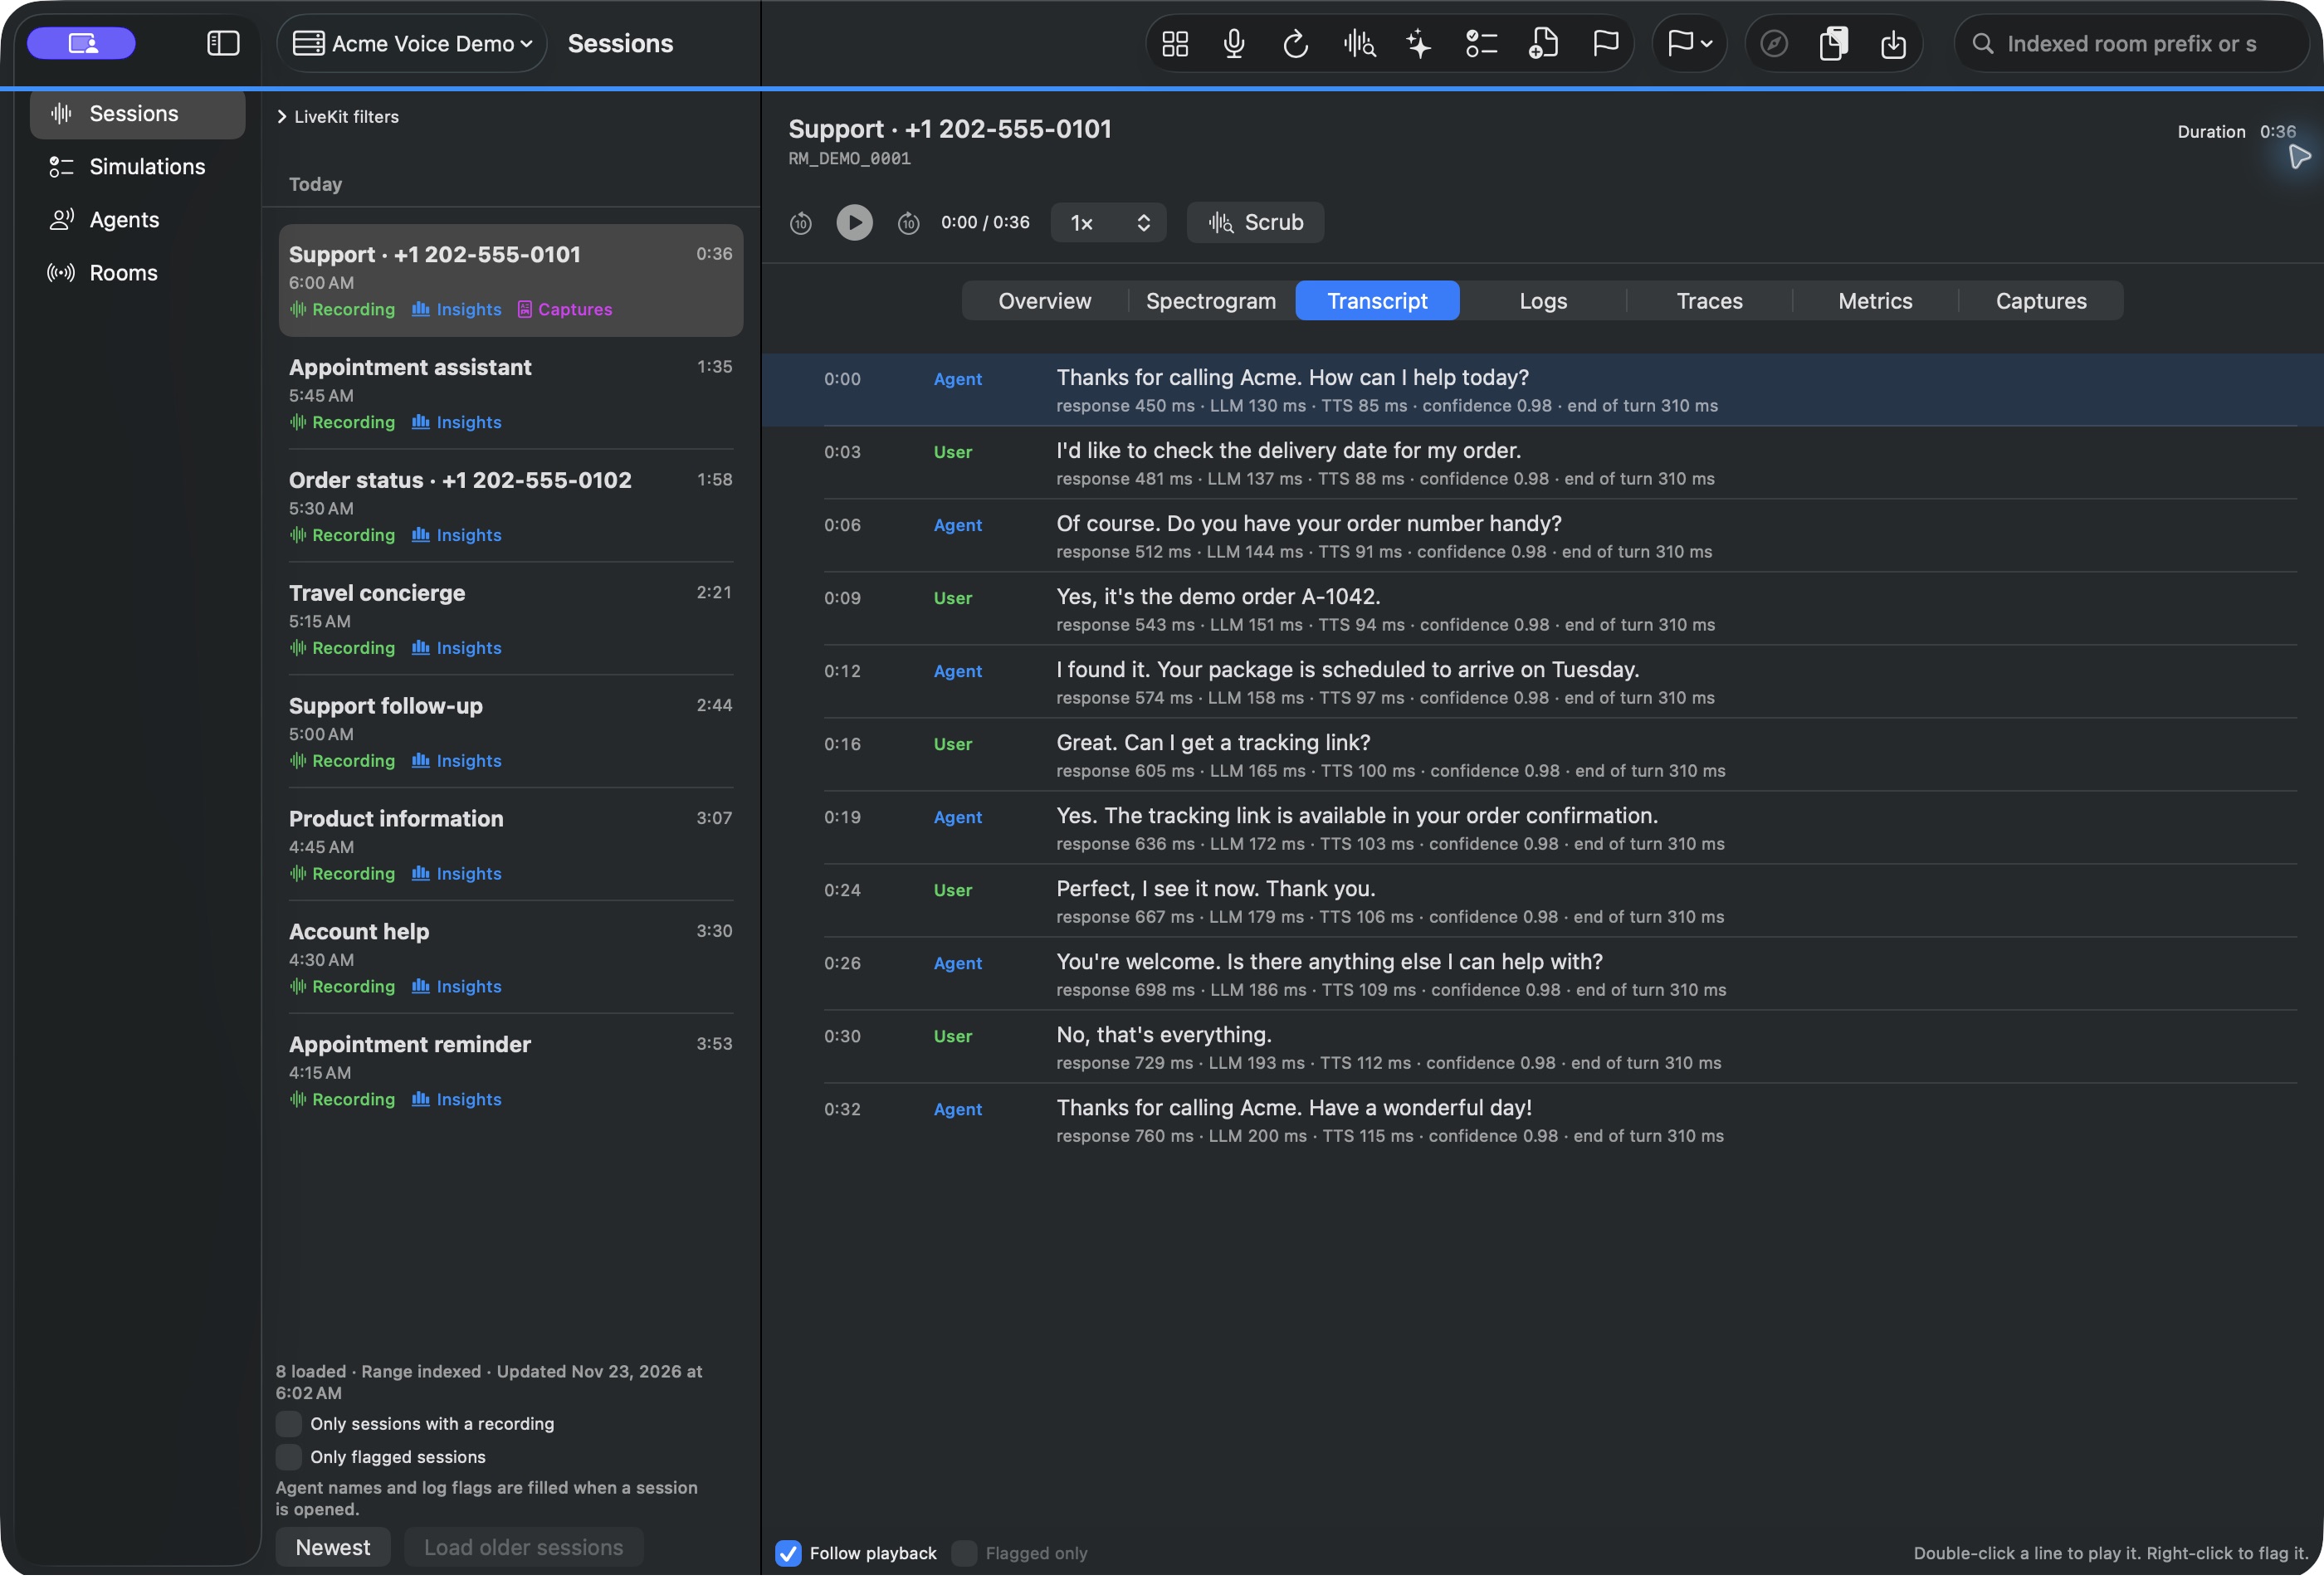 Acme Voice Demo
Sessions
Indexed room prefix or s
Sessions
Simulations
Agents
Rooms
LiveKit filters
Today
Support · +1 202-555-0101
0:36
6:00 AM
Recording
Insights
Captures
Appointment assistant
1:35
5:45 AM
Recording
Insights
Order status · +1 202-555-0102
1:58
5:30 AM
Recording
Insights
Travel concierge
2:21
5:15 AM
Recording
Insights
Support follow-up
2:44
5:00 AM
Recording
Insights
Product information
3:07
4:45 AM
Recording
Insights
Account help
3:30
4:30 AM
Recording
Insights
Appointment reminder
3:53
4:15 AM
Recording
Insights
8 loaded · Range indexed · Updated Nov 23, 2026 at
6:02 AM
Only sessions with a recording
Only flagged sessions
Agent names and log flags are filled when a session
is opened.
Newest
Load older sessions
Support · +1 202-555-0101
Duration 0:36
RM_DEMO_0001
10
10
0:00 / 0:36
1x
Scrub
Overview
Spectrogram
Transcript
Logs
Traces
Metrics
Captures
0:00 Agent Thanks for calling Acme. How can I help today?
response 450 ms · LLM 130 ms · TTS 85 ms · confidence 0.98 · end of turn 310 ms
0:03 User I'd like to check the delivery date for my order.
response 481 ms · LLM 137 ms · TTS 88 ms · confidence 0.98 · end of turn 310 ms
0:06 Agent Of course. Do you have your order number handy?
response 512 ms · LLM 144 ms · TTS 91 ms · confidence 0.98 · end of turn 310 ms
0:09 User Yes, it's the demo order A-1042.
response 543 ms · LLM 151 ms · TTS 94 ms · confidence 0.98 · end of turn 310 ms
0:12 Agent I found it. Your package is scheduled to arrive on Tuesday.
response 574 ms · LLM 158 ms · TTS 97 ms · confidence 0.98 · end of turn 310 ms
0:16 User Great. Can I get a tracking link?
response 605 ms · LLM 165 ms · TTS 100 ms · confidence 0.98 · end of turn 310 ms
0:19 Agent Yes. The tracking link is available in your order confirmation.
response 636 ms · LLM 172 ms · TTS 103 ms · confidence 0.98 · end of turn 310 ms
0:24 User Perfect, I see it now. Thank you.
response 667 ms · LLM 179 ms · TTS 106 ms · confidence 0.98 · end of turn 310 ms
0:26 Agent You're welcome. Is there anything else I can help with?
response 698 ms · LLM 186 ms · TTS 109 ms · confidence 0.98 · end of turn 310 ms
0:30 User No, that's everything.
response 729 ms · LLM 193 ms · TTS 112 ms · confidence 0.98 · end of turn 310 ms
0:32 Agent Thanks for calling Acme. Have a wonderful day!
response 760 ms · LLM 200 ms · TTS 115 ms · confidence 0.98 · end of turn 310 ms
Follow playback
Flagged only
Double-click a line to play it. Right-click to flag it.